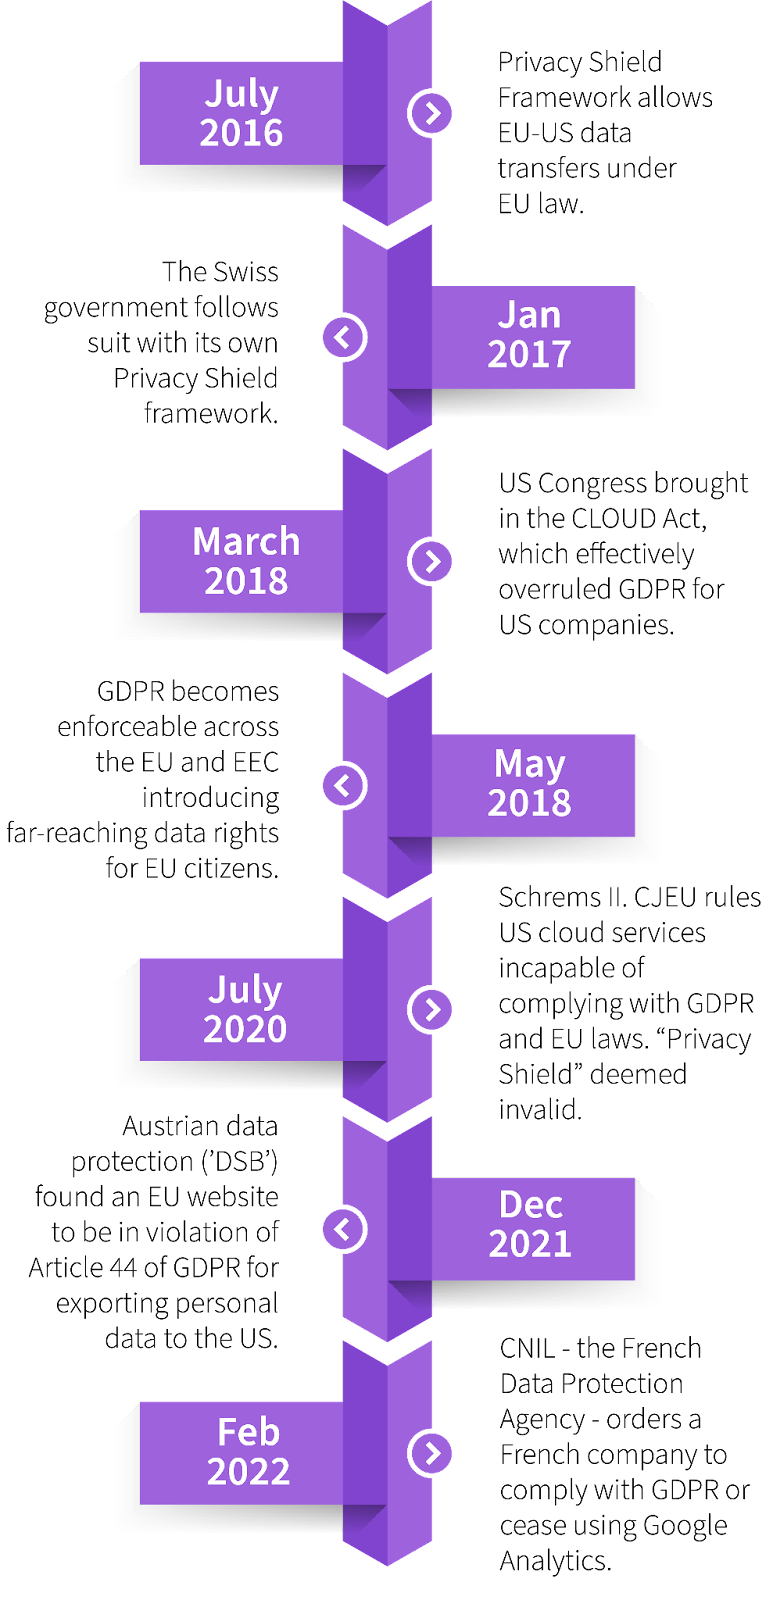 July
2016
Privacy Shield
Framework allows
EU-US data
transfers under
EU law.
The Swiss
government follows
suit with its own
Privacy Shield
framework.
Jan
2017
March
2018
US Congress brought
in the CLOUD Act,
which effectively
overruled GDPR for
US companies.
GDPR becomes
enforceable across
the EU and EEC
introducing
far-reaching data rights
for EU citizens.
May
2018
July
2020
Schrems II. CJEU rules
US cloud services
incapable of
complying with GDPR
and EU laws. “Privacy
Shield” deemed
invalid.
Austrian data
protection (’DSB’)
found an EU website
to be in violation of
Article 44 of GDPR for
exporting personal
data to the US.
Dec
2021
Feb
2022
CNIL - the French
Data Protection
Agency - orders a
French company to
comply with GDPR or
cease using Google
Analytics.